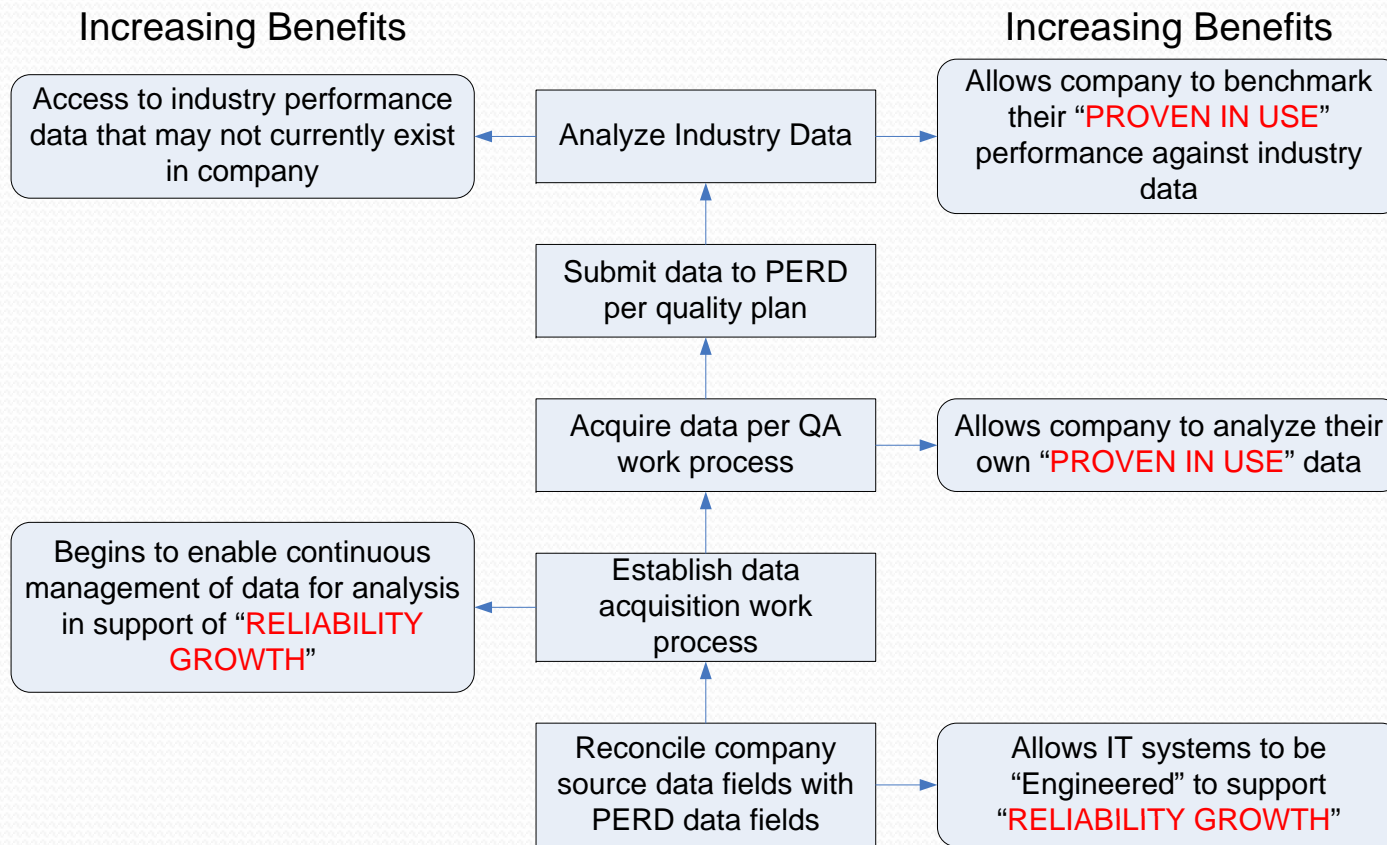 Increasing Benefits
Increasing Benefits
Access to industry performance
data that may not currently exist
in company
Analyze Industry Data
Allows company to benchmark
their “PROVEN IN USE”
performance against industry
data
Submit data to PERD
per quality plan
Acquire data per QA
work process
Allows company to analyze their
own “PROVEN IN USE” data
Begins to enable continuous
management of data for analysis
in support of “RELIABILITY
GROWTH”
Establish data
acquisition work
process
Reconcile company
source data fields with
PERD data fields
Allows IT systems to be
“Engineered” to support
“RELIABILITY GROWTH”